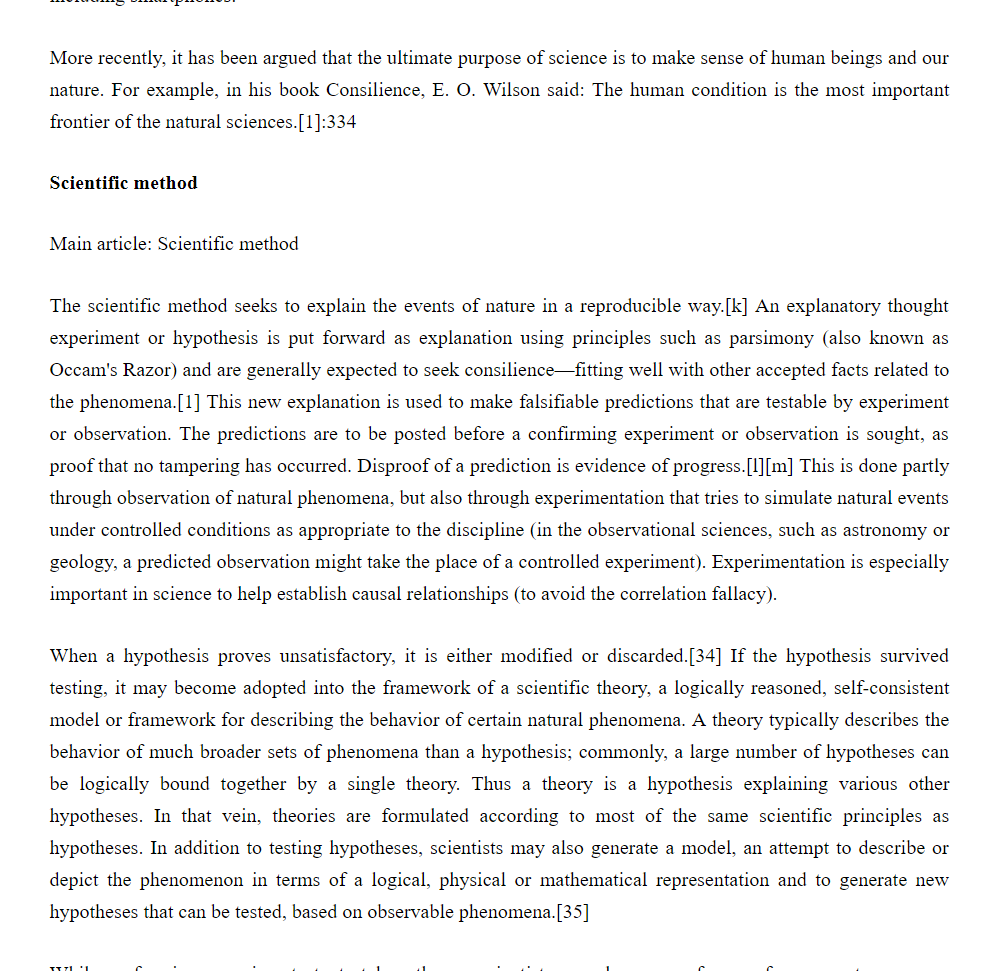 including smartphones.
More recently, it has been argued that the ultimate purpose of science is to make sense of human beings and our
nature. For example, in his book Consilience, E. O. Wilson said: The human condition is the most important
frontier of the natural sciences.[1]:334
Scientific method
Main article: Scientific method
The scientific method seeks to explain the events of nature in a reproducible way.[k] An explanatory thought
experiment or hypothesis is put forward as explanation using principles such as parsimony (also known as
Occam's Razor) and are generally expected to seek consilience—fitting well with other accepted facts related to
the phenomena.[1] This new explanation is used to make falsifiable predictions that are testable by experiment
or observation. The predictions are to be posted before a confirming experiment or observation is sought, as
proof that no tampering has occurred. Disproof of a prediction is evidence of progress.[l][m] This is done partly
through observation of natural phenomena, but also through experimentation that tries to simulate natural events
under controlled conditions as appropriate to the discipline (in the observational sciences, such as astronomy or
geology, a predicted observation might take the place of a controlled experiment). Experimentation is especially
important in science to help establish causal relationships (to avoid the correlation fallacy).
When a hypothesis proves unsatisfactory, it is either modified or discarded.[34] If the hypothesis survived
testing, it may become adopted into the framework of a scientific theory, a logically reasoned, self-consistent
model or framework for describing the behavior of certain natural phenomena. A theory typically describes the
behavior of much broader sets of phenomena than a hypothesis; commonly, a large number of hypotheses can
be logically bound together by a single theory. Thus a theory is a hypothesis explaining various other
hypotheses. In that vein, theories are formulated according to most of the same scientific principles as
hypotheses. In addition to testing hypotheses, scientists may also generate a model, an attempt to describe or
depict the phenomenon in terms of a logical, physical or mathematical representation and to generate new
hypotheses that can be tested, based on observable phenomena.[35]